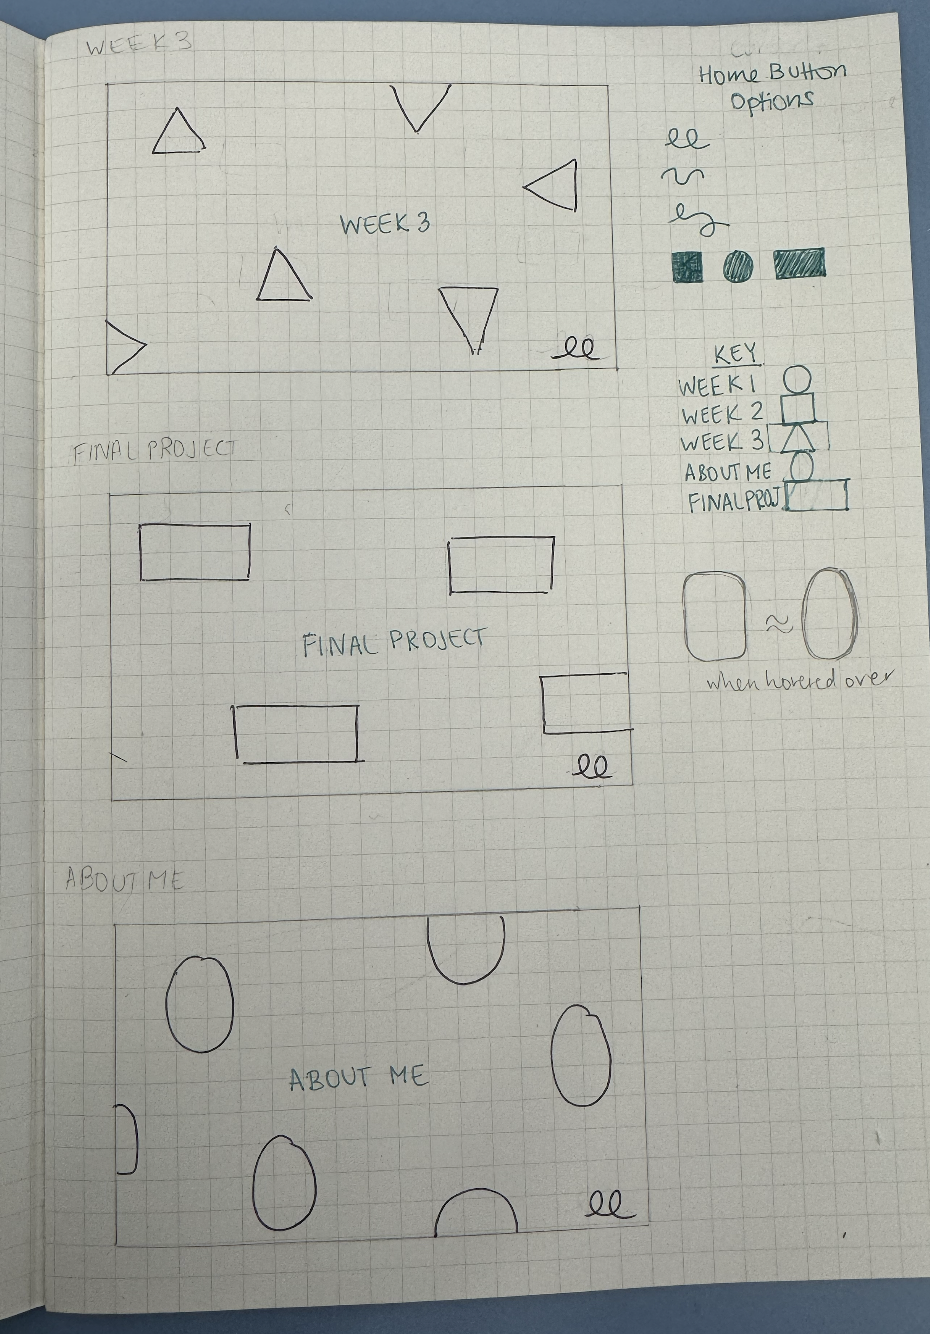 WEEK 3
WEEK 3
ee
FINAL PROJECT
FINAL PROJECT
ee
ABOUT ME
ABOUT ME
ee
Home Button
Options
ee
KEY
WEEK 1
WEEK 2
WEEK 3
ABOUT ME
FINAL PROJ
when hovered over